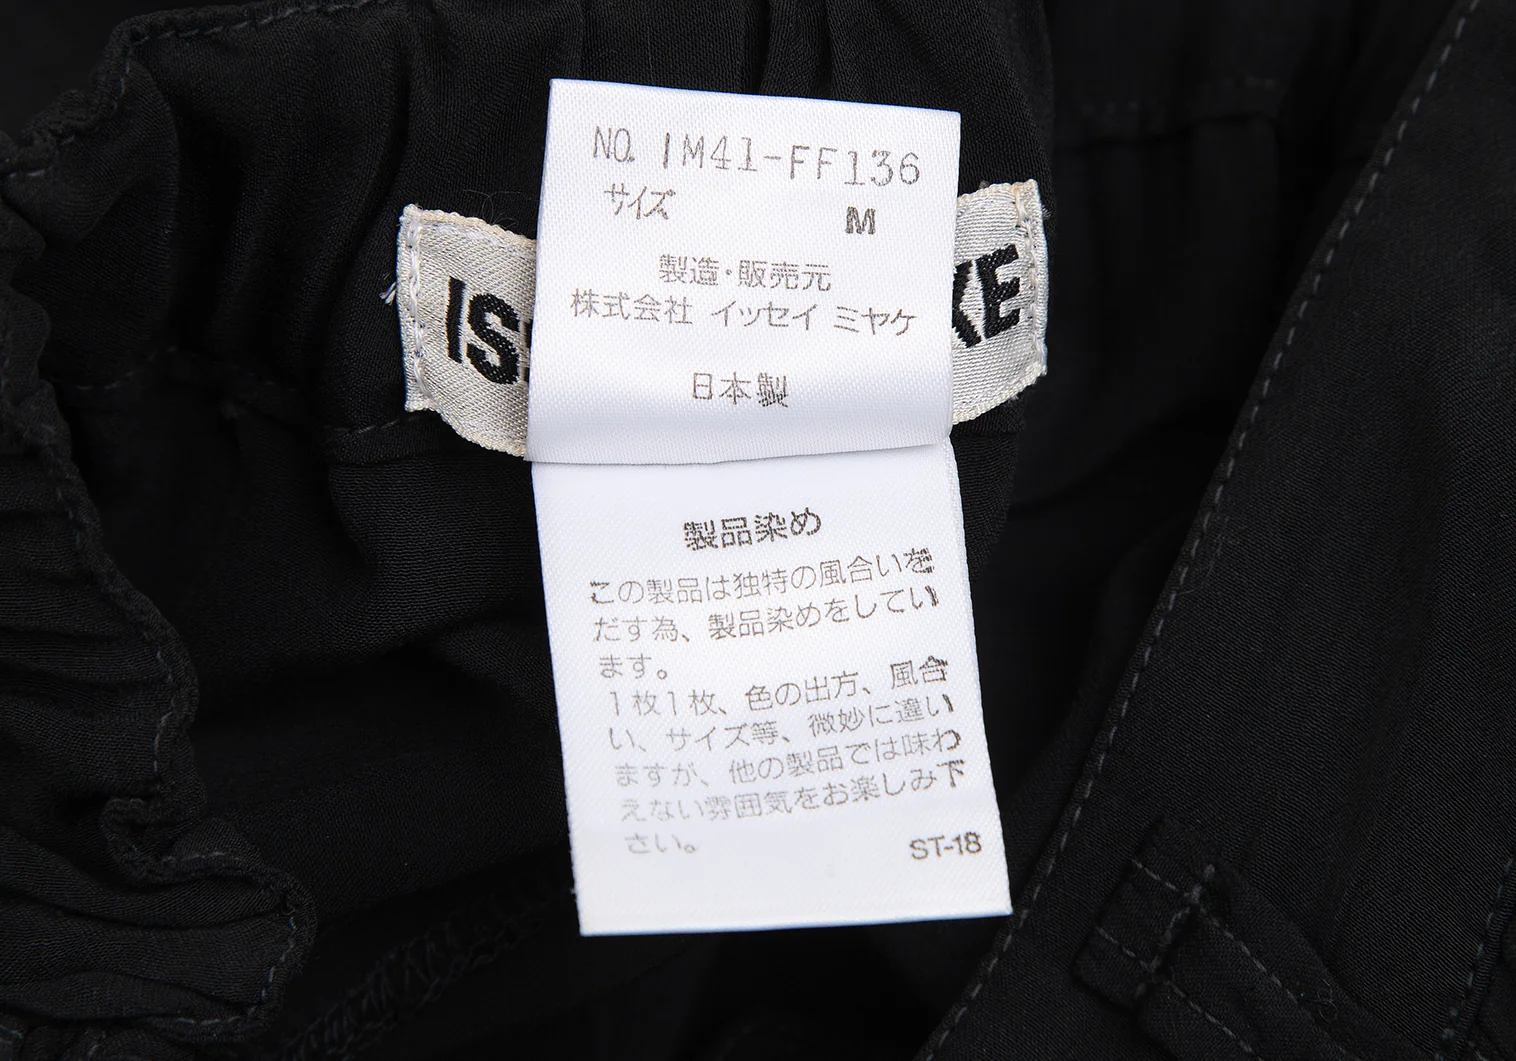 NO. IM41-FF136
サイズ M
製造・販売元
株式会社 イッセイ ミヤケ
日本製
IS
KE
製品染め
この製品は独特の風合いを
だす為、製品染めをしてい
ます。
1枚1枚、色の出方、風合
い、サイズ等、微妙に違い
ますが、他の製品では味わ
えない雰囲気をお楽しみ下
さい。
ST-18